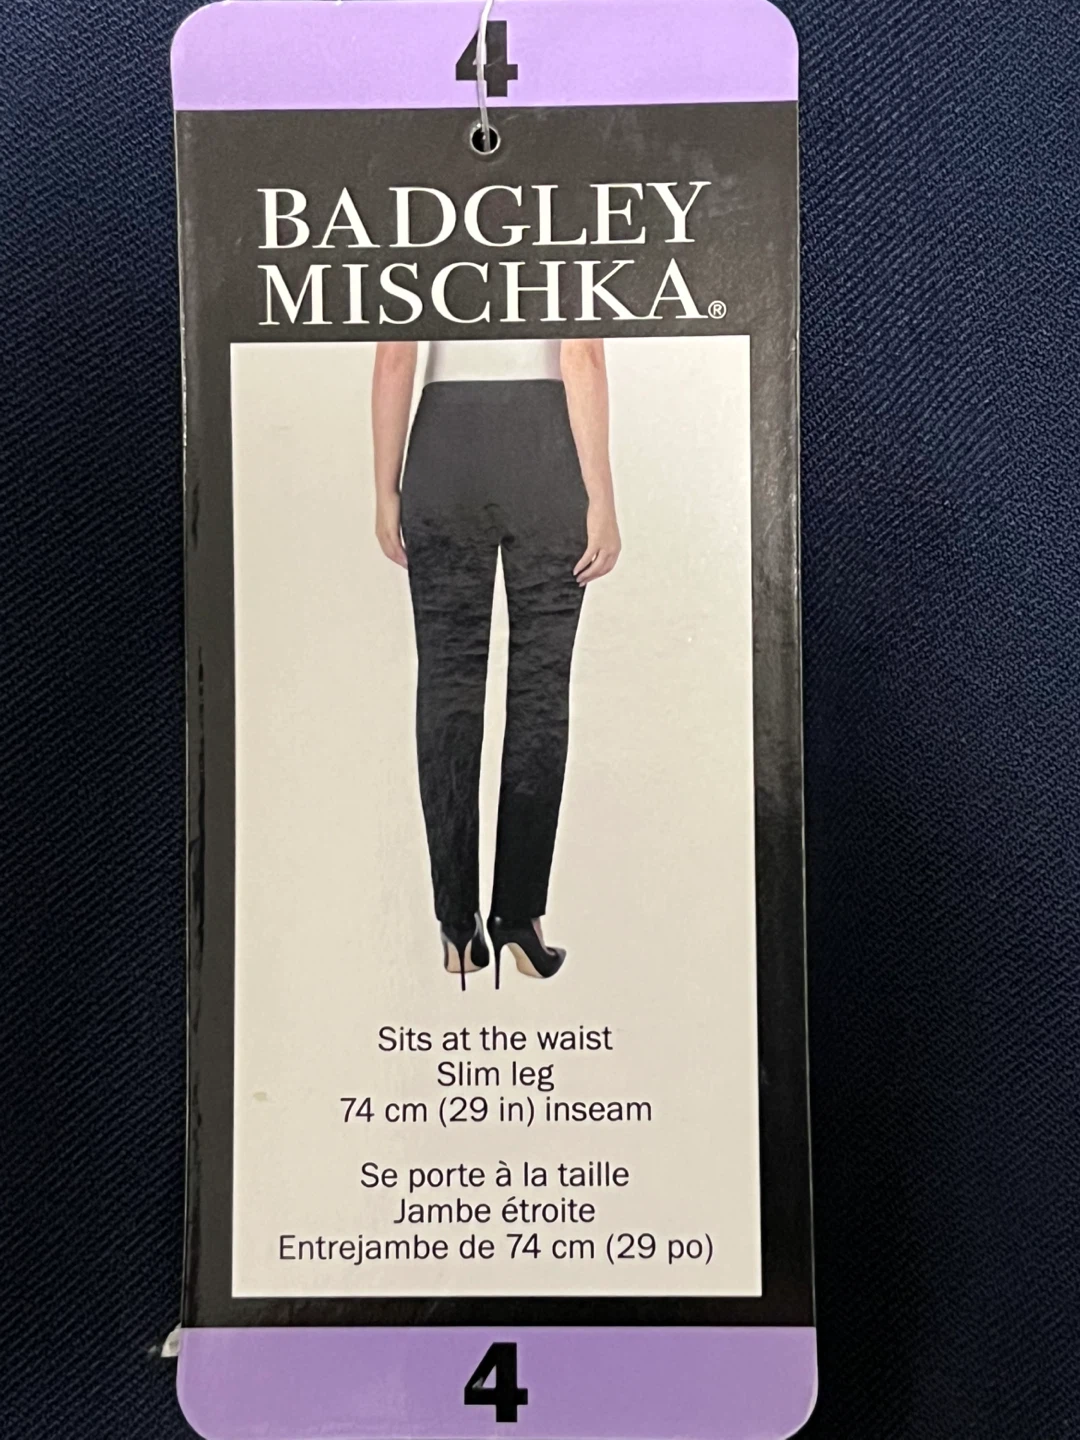 4
BADGLEY
MISCHKA®
Sits at the waist
Slim leg
74 cm (29 in) inseam
Se porte à la taille
Jambe étroite
Entrejambe de 74 cm (29 po)
4